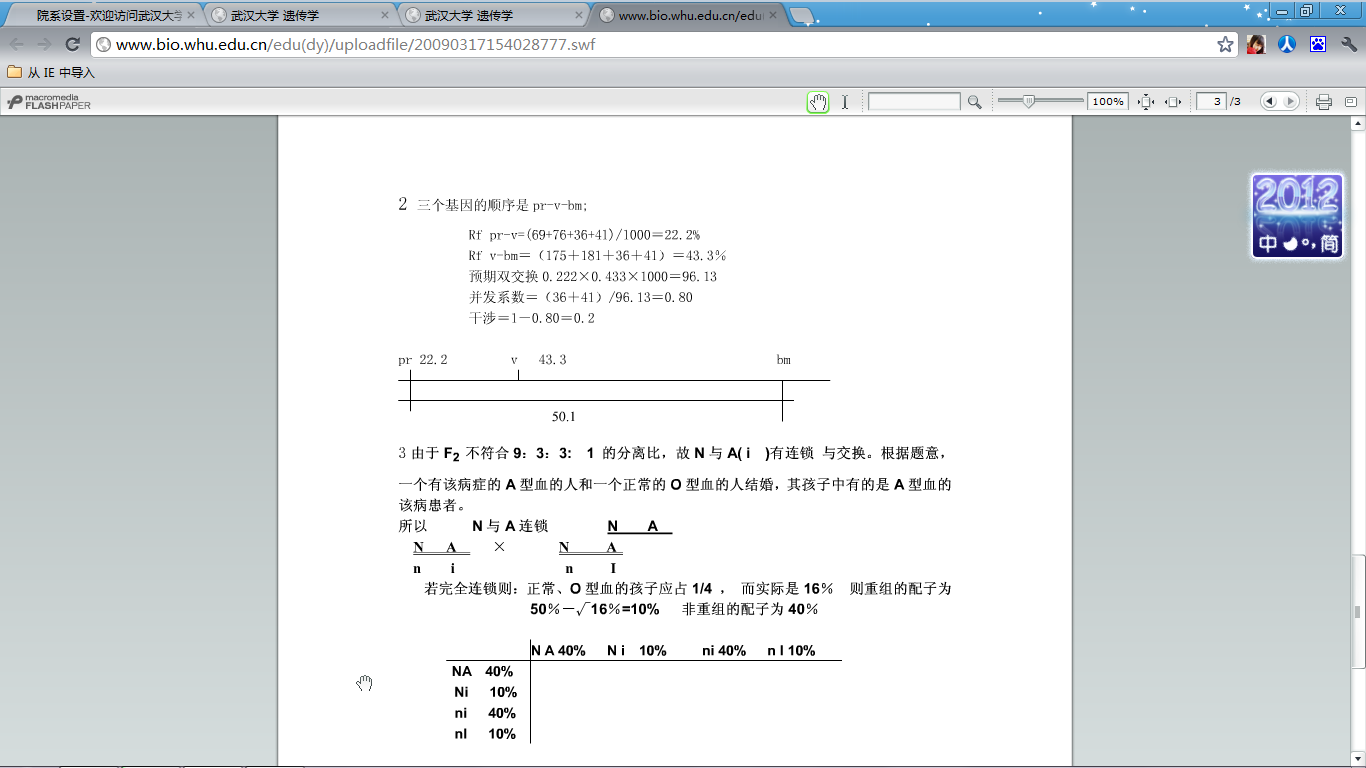 院系设置-欢迎访问武汉大学
武汉大学 遗传学
武汉大学 遗传学
www.bio.whu.edu.cn/edu
www.bio.whu.edu.cn/edu(dy)/uploadfile/20090317154028777.swf
从 IE 中导入
macromedia
FLASHPAPER
100%
3 /3
2012
中 简
2 三个基因的顺序是 pr-v-bm;
Rf pr-v=(69+76+36+41)/1000=22.2%
Rf v-bm=(175+181+36+41)=43.3%
预期双交换 0.222×0.433×1000=96.13
并发系数=(36+41)/96.13=0.80
干涉=1-0.80=0.2
pr 22.2 v 43.3 bm
50.1
3 由于 F2 不符合 9:3:3: 1 的分离比,故 N 与 A( i )有连锁 与交换。根据题意,
一个有该病症的 A 型血的人和一个正常的 O 型血的人结婚,其孩子中有的是 A 型血的
该病患者。
所以 N 与 A 连锁 N A
N A × N A
n i n I
若完全连锁则:正常、O 型血的孩子应占 1/4 , 而实际是 16% 则重组的配子为
50%-√16%=10% 非重组的配子为 40%
N A 40% N i 10% ni 40% n I 10%
NA 40%
Ni 10%
ni 40%
nI 10%